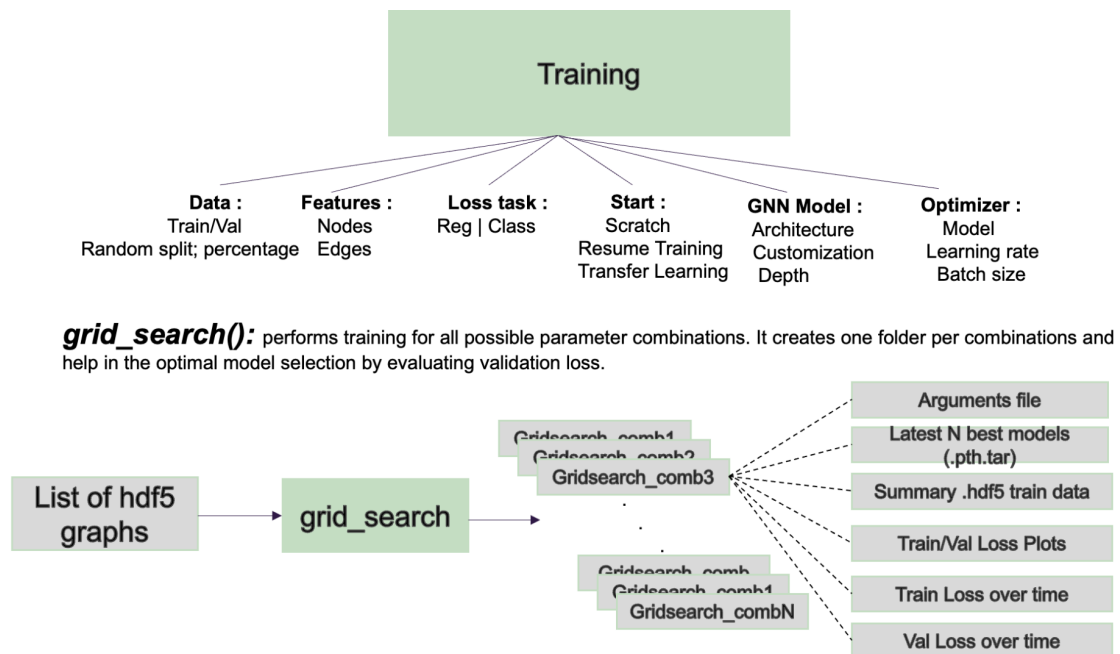 Training
Data :
Train/Val
Random split; percentage
Features :
Nodes
Edges
Loss task :
Reg | Class
Start :
Scratch
Resume Training
Transfer Learning
GNN Model :
Architecture
Customization
Depth
Optimizer :
Model
Learning rate
Batch size
grid_search(): performs training for all possible parameter combinations. It creates one folder per combinations and
help in the optimal model selection by evaluating validation loss.
List of hdf5
graphs
grid_search
Gridsearch_comb1
Gridsearch_comb2
Gridsearch_comb3
.
.
.
Gridsearch_comb
Gridsearch_comb1
Gridsearch_combN
Arguments file
Latest N best models
(.pth.tar)
Summary .hdf5 train data
Train/Val Loss Plots
Train Loss over time
Val Loss over time